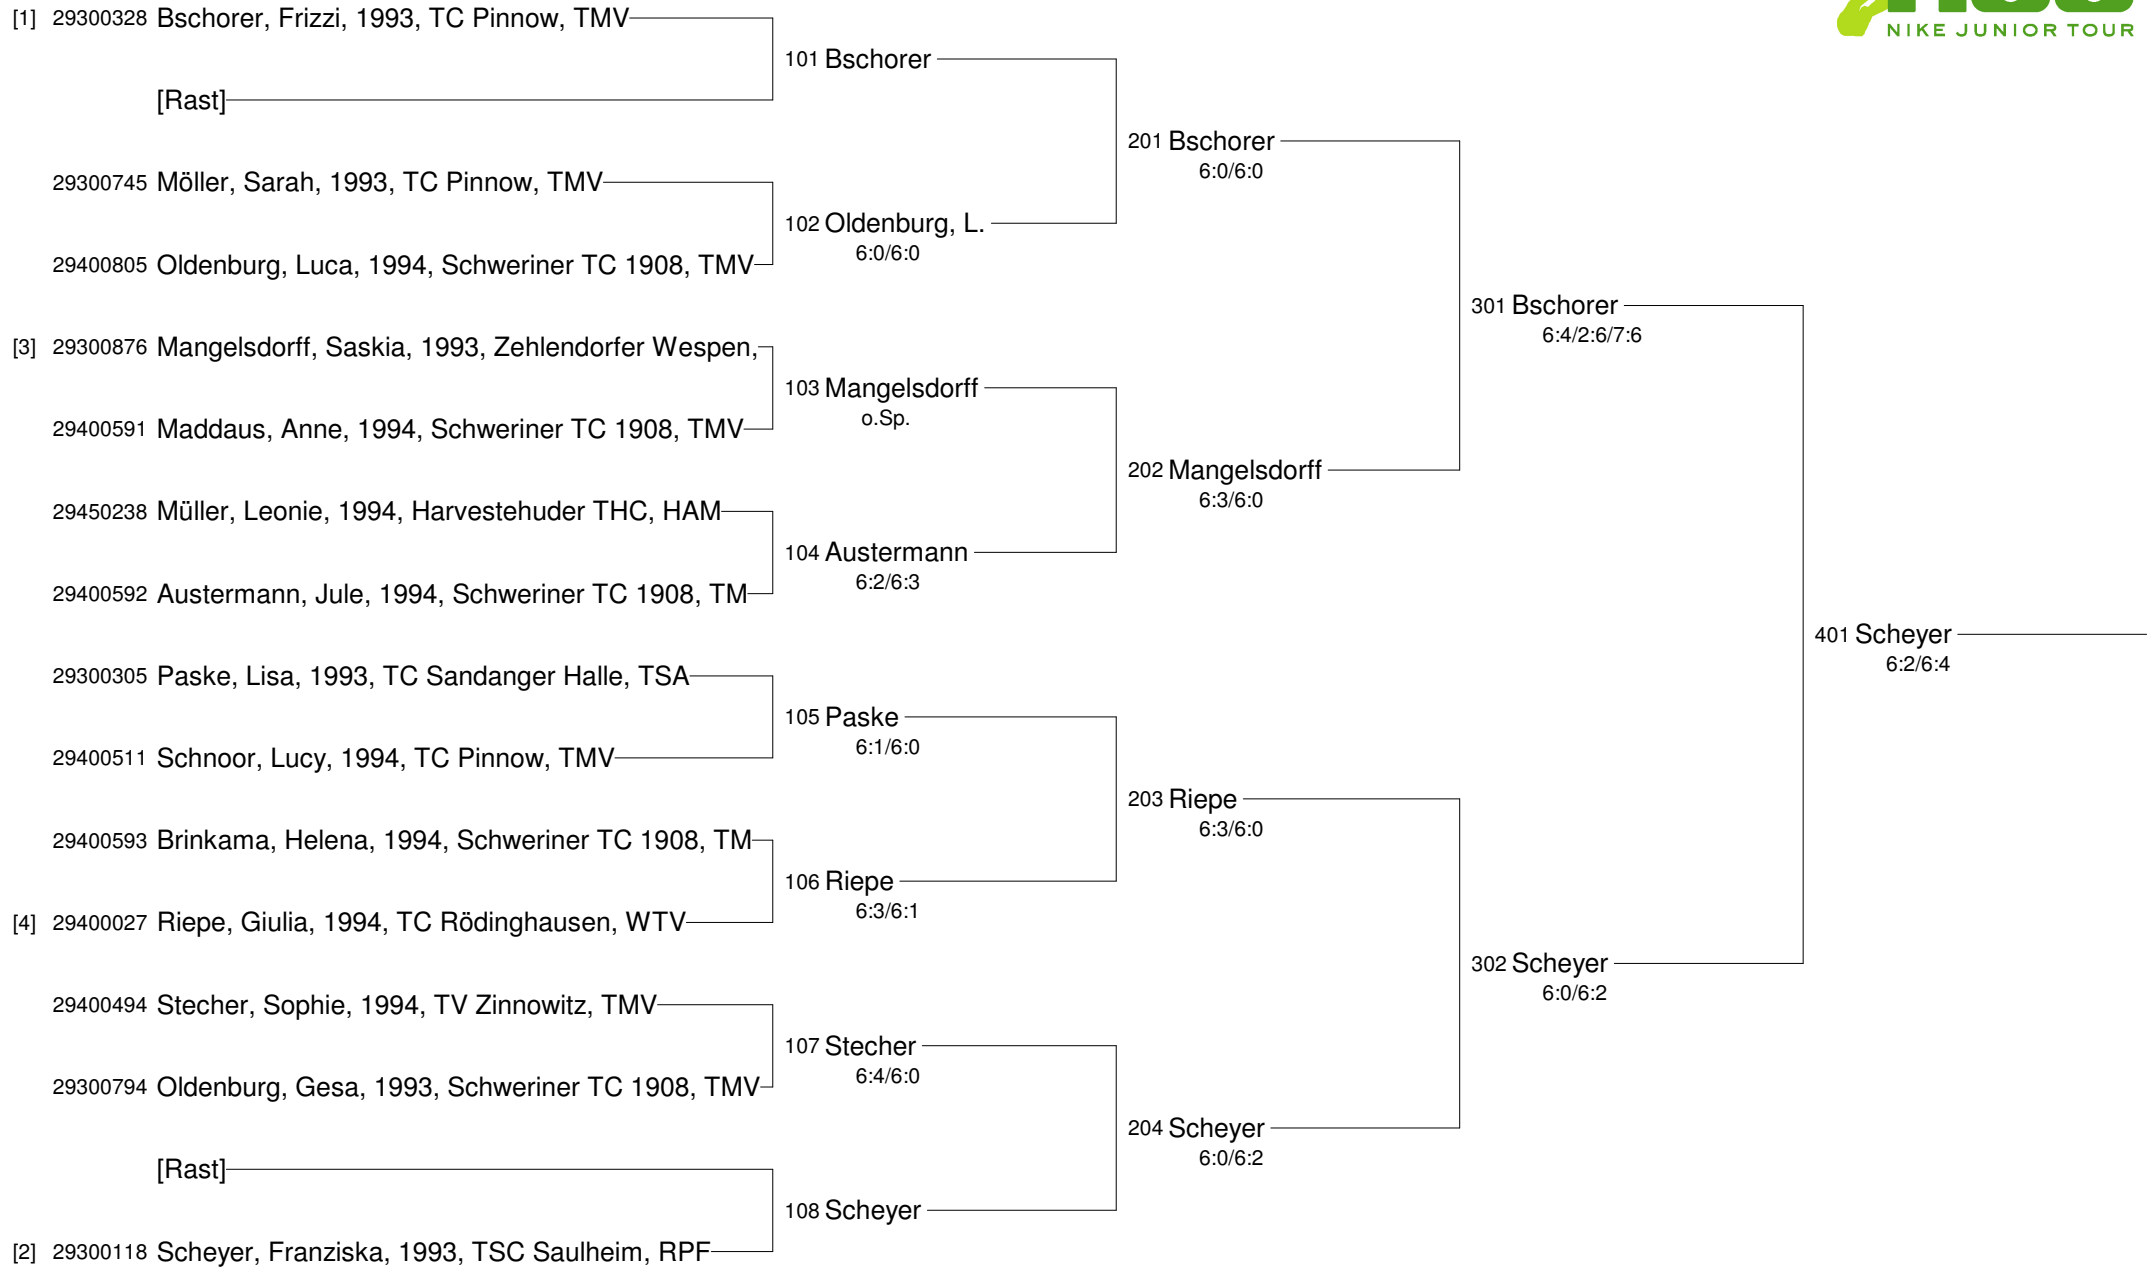 [1] 29300328 Bschorer, Frizzi, 1993, TC Pinnow, TMV
NIKE JUNIOR TOUR
101 Bschorer
[Rast]
201 Bschorer
6:0/6:0
29300745 Möller, Sarah, 1993, TC Pinnow, TMV
102 Oldenburg, L.
6:0/6:0
29400805 Oldenburg, Luca, 1994, Schweriner TC 1908, TMV
301 Bschorer
6:4/2:6/7:6
[3] 29300876 Mangelsdorff, Saskia, 1993, Zehlendorfer Wespen,
103 Mangelsdorff
o.Sp.
29400591 Maddaus, Anne, 1994, Schweriner TC 1908, TMV
202 Mangelsdorff
6:3/6:0
29450238 Müller, Leonie, 1994, Harvestehuder THC, HAM
104 Austermann
6:2/6:3
29400592 Austermann, Jule, 1994, Schweriner TC 1908, TM
401 Scheyer
6:2/6:4
29300305 Paske, Lisa, 1993, TC Sandanger Halle, TSA
105 Paske
6:1/6:0
29400511 Schnoor, Lucy, 1994, TC Pinnow, TMV
203 Riepe
6:3/6:0
29400593 Brinkama, Helena, 1994, Schweriner TC 1908, TM
106 Riepe
6:3/6:1
[4] 29400027 Riepe, Giulia, 1994, TC Rödinghausen, WTV
302 Scheyer
6:0/6:2
29400494 Stecher, Sophie, 1994, TV Zinnowitz, TMV
107 Stecher
6:4/6:0
29300794 Oldenburg, Gesa, 1993, Schweriner TC 1908, TMV
204 Scheyer
6:0/6:2
[Rast]
108 Scheyer
[2] 29300118 Scheyer, Franziska, 1993, TSC Saulheim, RPF